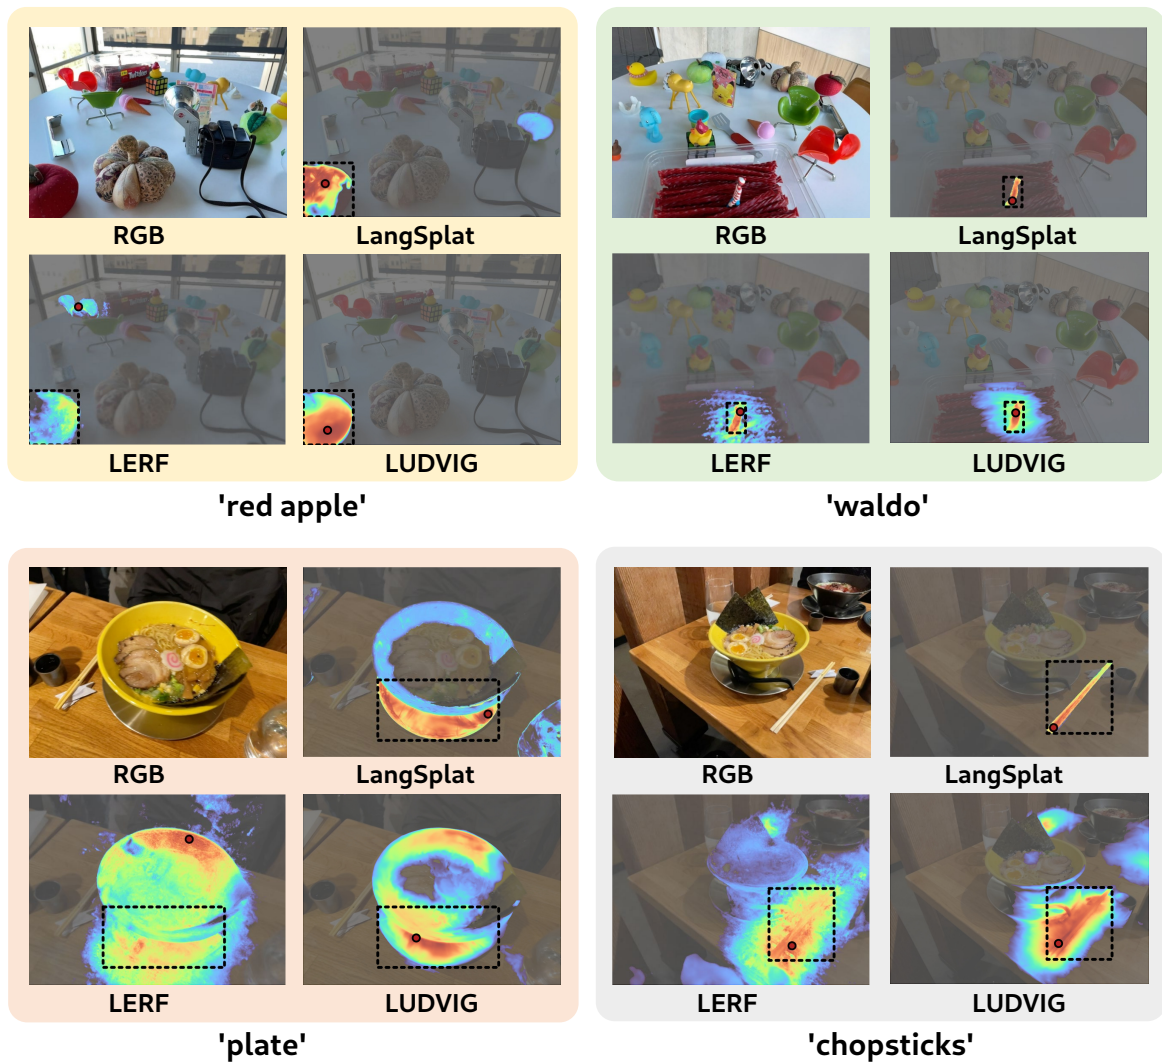 RGB
LangSplat
LERF
LUDVIG
'red apple'
RGB
LangSplat
LERF
LUDVIG
'waldo'
RGB
LangSplat
LERF
LUDVIG
'plate'
RGB
LangSplat
LERF
LUDVIG
'chopsticks'